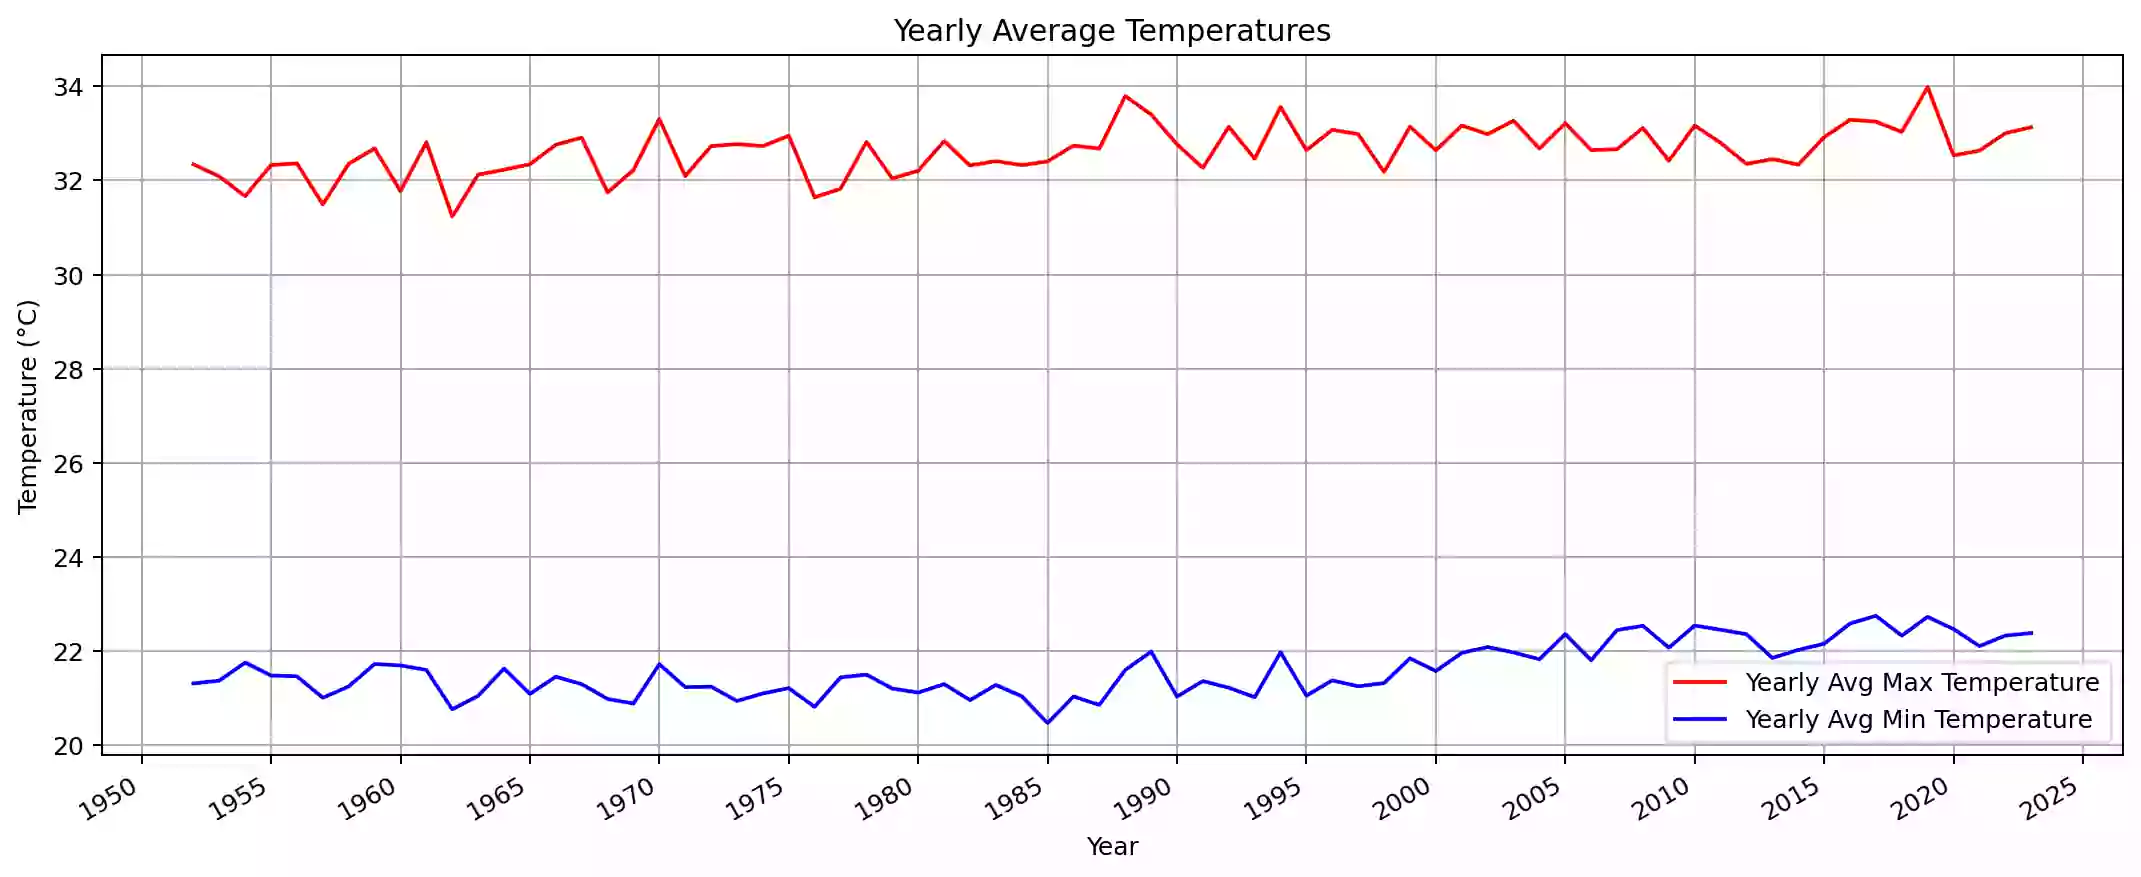 Yearly Average Temperatures
34
32
30
28
26
24
22
20
Temperature (°C)
Yearly Avg Max Temperature
Yearly Avg Min Temperature
1950 1955 1960 1965 1970 1975 1980 1985 1990 1995 2000 2005 2010 2015 2020 2025
Year